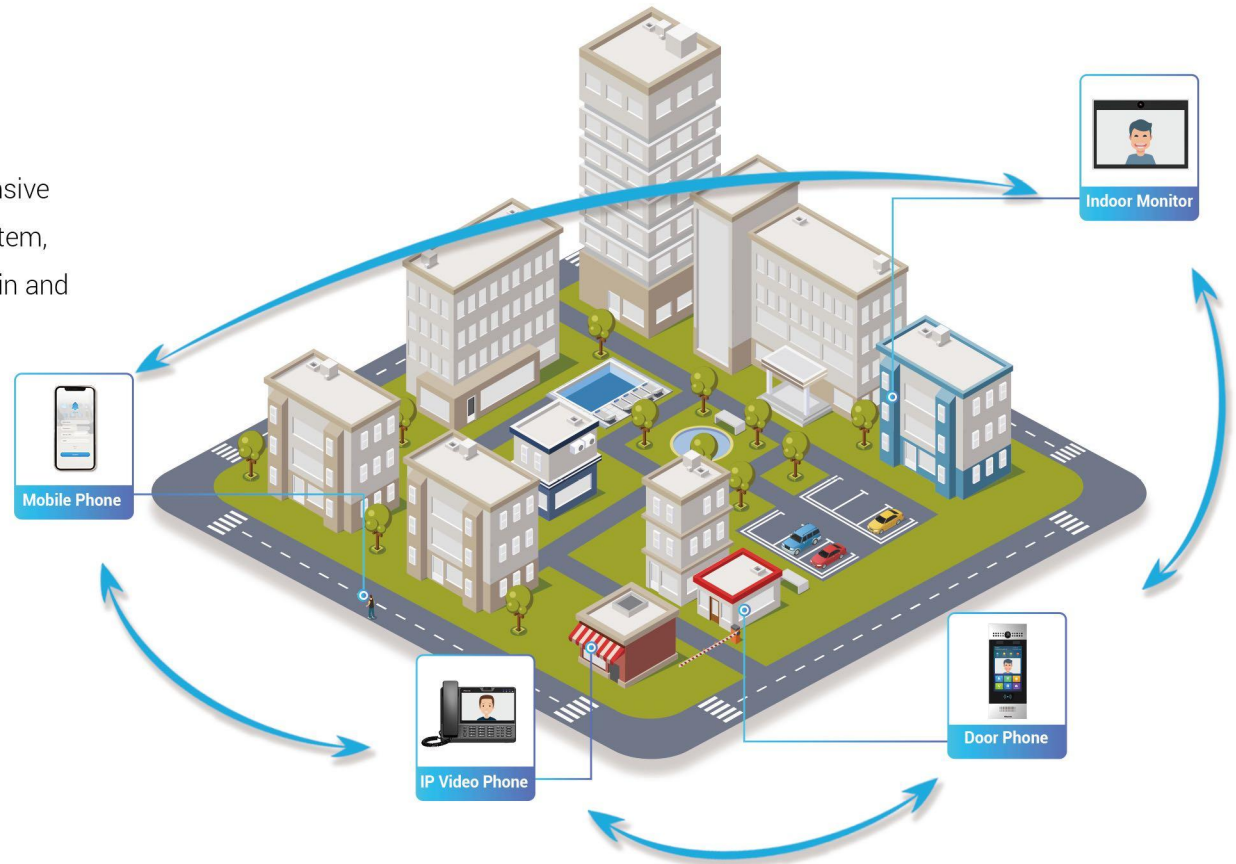 nsive
tem,
in and
Indoor Monitor
Mobile Phone
Door Phone
IP Video Phone